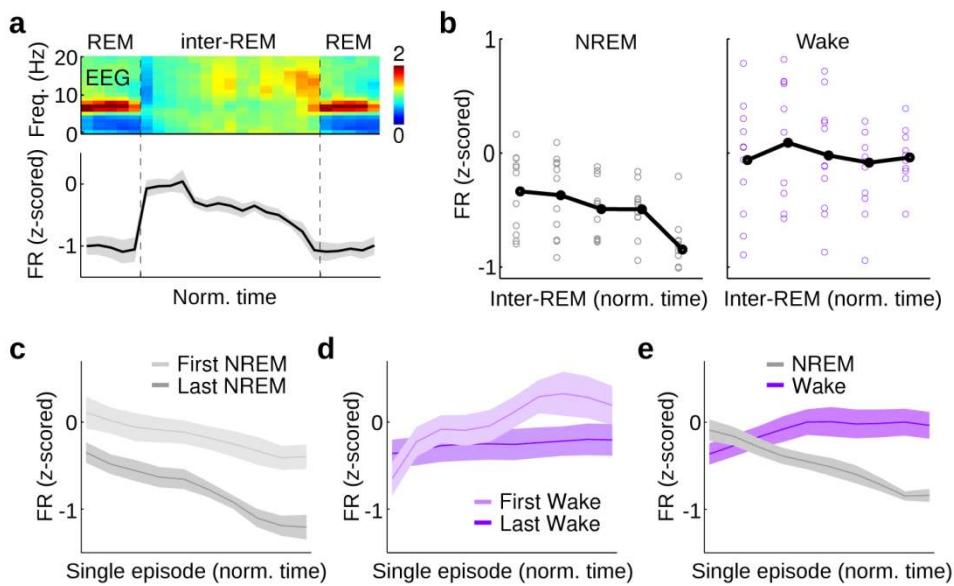 a
REM inter-REM REM
Freq. (Hz)
20
10
0
EEG
2
0
FR (z-scored)
0
-1
Norm. time
b
NREM
Wake
FR (z-scored)
1
0
-1
Inter-REM (norm. time)
Inter-REM (norm. time)
c
First NREM
Last NREM
FR (z-scored)
0
-1
Single episode (norm. time)
d
FR (z-scored)
0
-1
First Wake
Last Wake
Single episode (norm. time)
e
NREM
Wake
FR (z-scored)
0
-1
Single episode (norm. time)